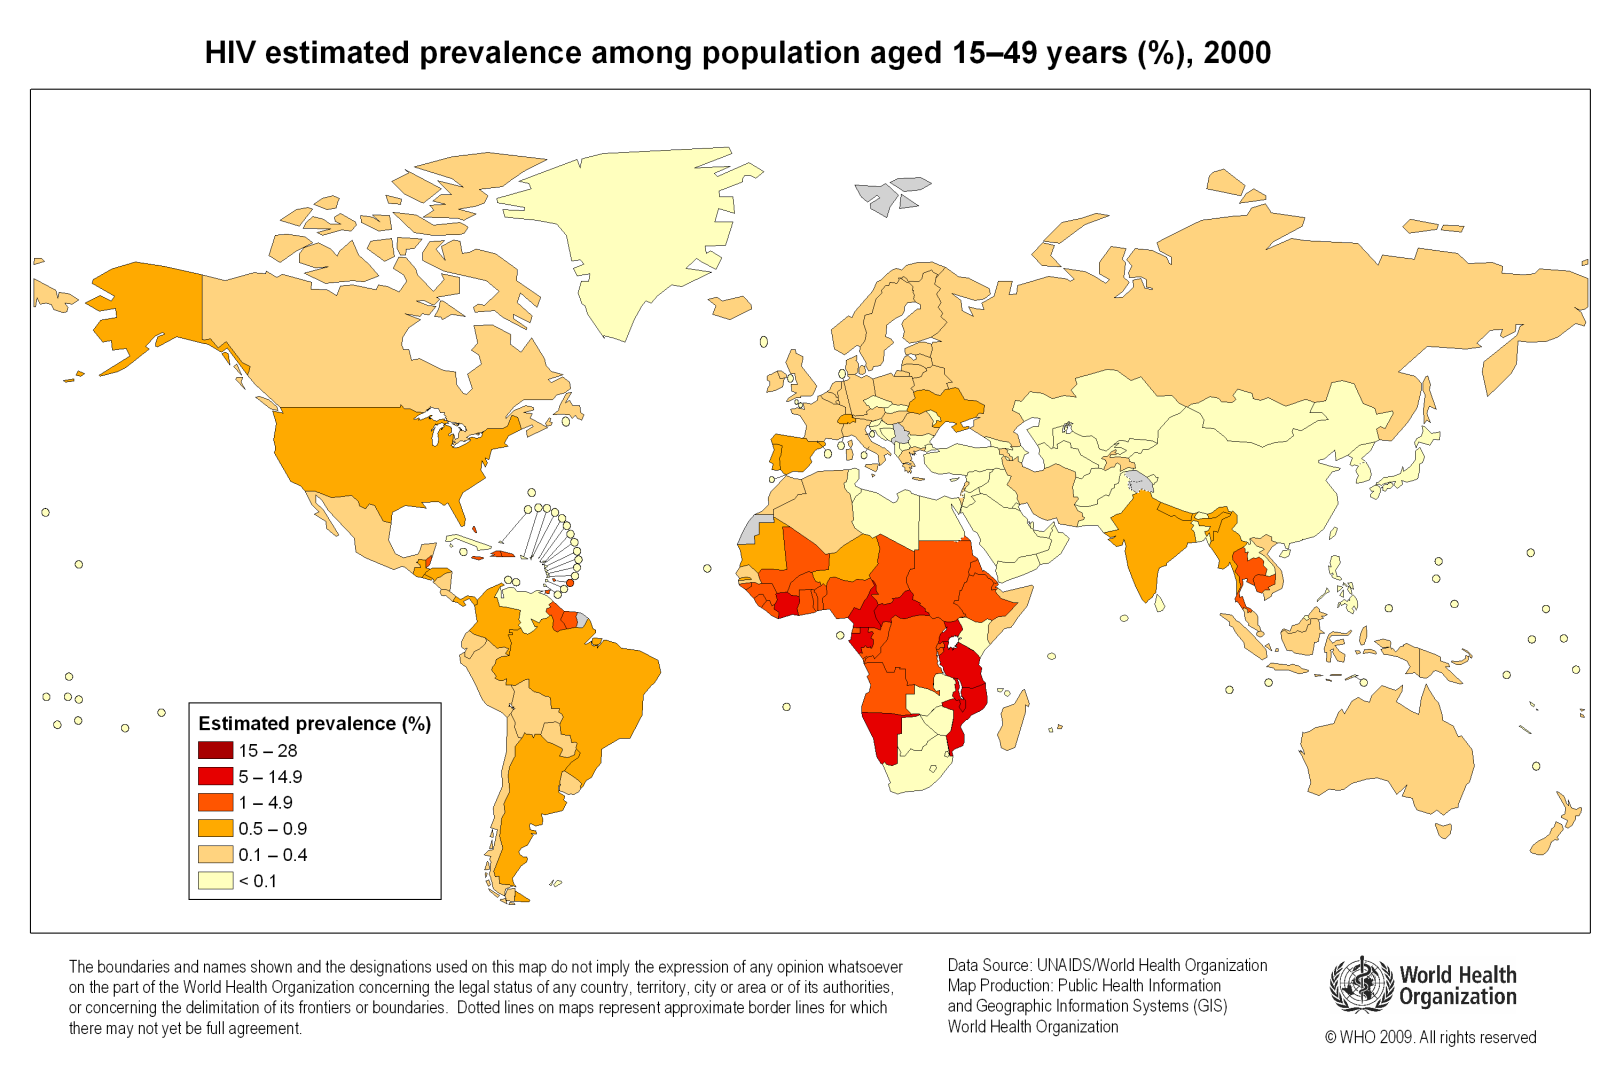 HIV estimated prevalence among population aged 15–49 years (%), 2000
Estimated prevalence (%)
15 – 28
5 – 14.9
1 – 4.9
0.5 – 0.9
0.1 – 0.4
< 0.1
The boundaries and names shown and the designations used on this map do not imply the expression of any opinion whatsoever
on the part of the World Health Organization concerning the legal status of any country, territory, city or area or of its authorities,
or concerning the delimitation of its frontiers or boundaries.  Dotted lines on maps represent approximate border lines for which
there may not yet be full agreement.
Data Source: UNAIDS/World Health Organization
Map Production: Public Health Information
and Geographic Information Systems (GIS)
World Health Organization
World Health
Organization
© WHO 2009. All rights reserved